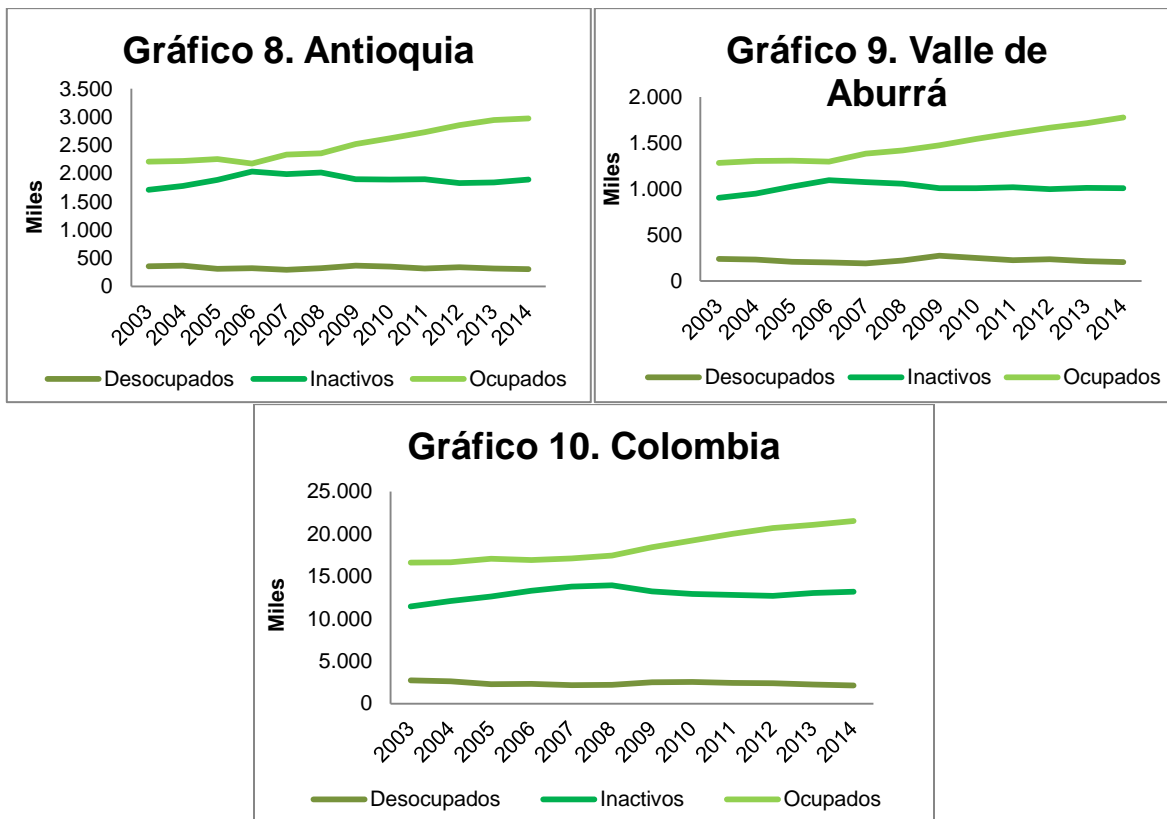 Gráfico 8. Antioquia
Miles
3.500
3.000
2.500
2.000
1.500
1.000
500
0
2003 2004 2005 2006 2007 2008 2009 2010 2011 2012 2013 2014
Desocupados Inactivos Ocupados
Gráfico 9. Valle de
Aburrá
Miles
2.000
1.500
1.000
500
0
2003 2004 2005 2006 2007 2008 2009 2010 2011 2012 2013 2014
Desocupados Inactivos Ocupados
Gráfico 10. Colombia
Miles
25.000
20.000
15.000
10.000
5.000
0
2003 2004 2005 2006 2007 2008 2009 2010 2011 2012 2013 2014
Desocupados Inactivos Ocupados